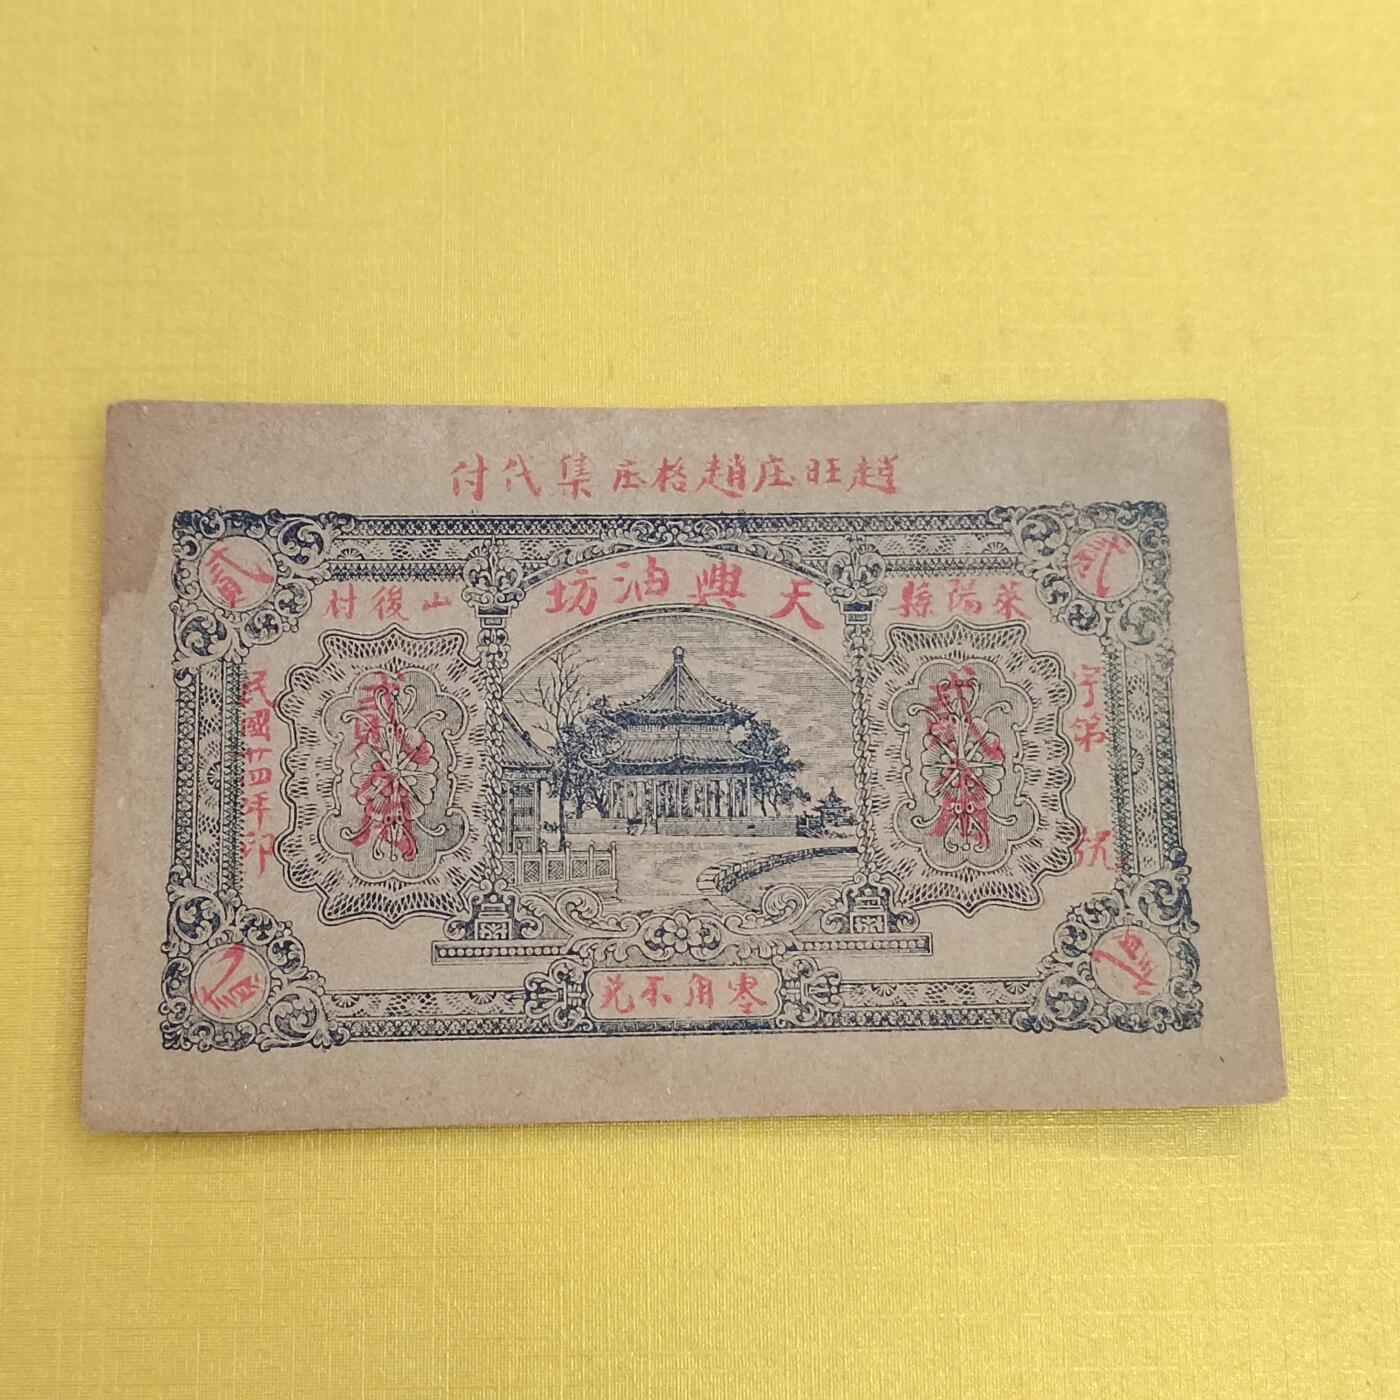 趙旺庄趙格庄集代付
天興油坊
萊陽縣
山後村
貳
貳
字第 號
貳角
貳角
民國廿四年印
零角不兌
貳
貳